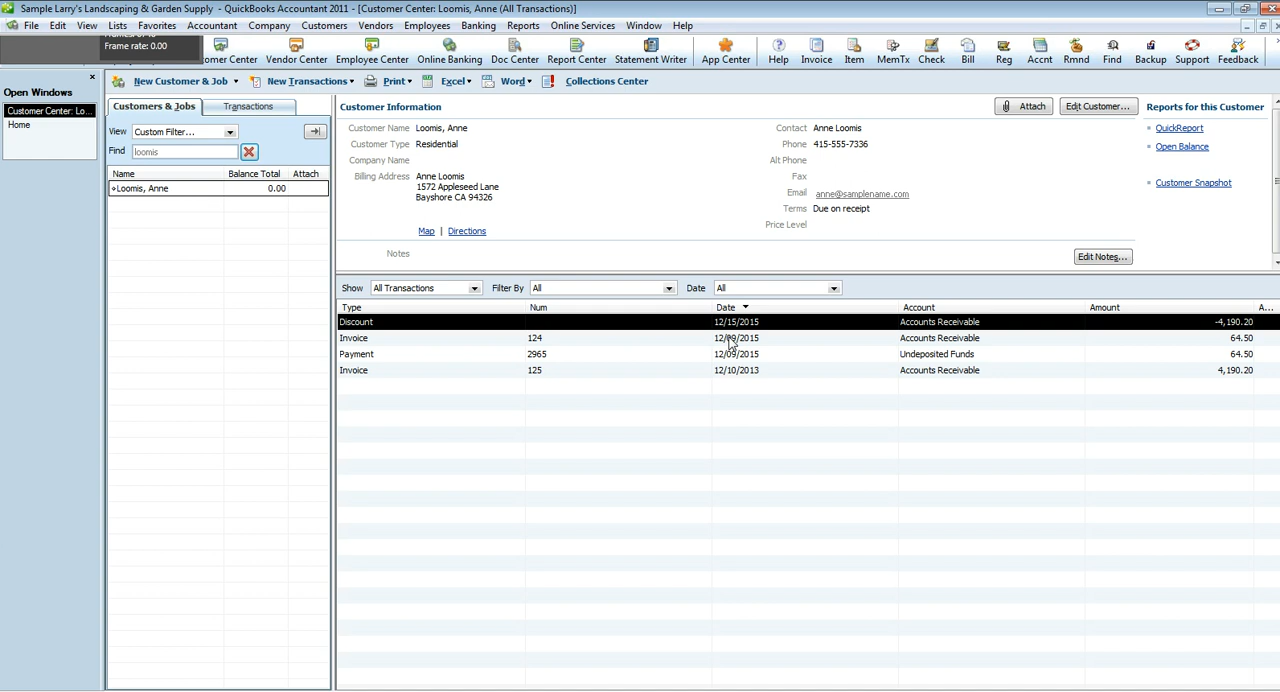 Sample Larry's Landscaping & Garden Supply - QuickBooks Accountant 2011 - [Customer Center: Loomis, Anne (All Transactions)]
File Edit View Lists Favorites Accountant Company Customers Vendors Employees Banking Reports Online Services Window Help
Frame rate: 0.00
Center Vendor Center Employee Center Online Banking Doc Center Report Center Statement Writer App Center Help Invoice Item MemTx Check Bill Reg Accnt Rmnd Find Backup Support Feedback
Open Windows
Customer Center: Lo...
Home
New Customer & Job New Transactions Print Excel Word Collections Center
Customers & Jobs Transactions
View Custom Filter...
Find loomis
Name Balance Total Attach
Loomis, Anne 0.00
Customer Information Attach Edit Customer...
Customer Name Loomis, Anne
Customer Type Residential
Company Name
Billing Address Anne Loomis
1572 Appleseed Lane
Bayshore CA 94326
Map | Directions
Notes
Contact Anne Loomis
Phone 415-555-7336
Alt Phone
Fax
Email anne@samplename.com
Terms Due on receipt
Price Level
Edit Notes...
Reports for this Customer
QuickReport
Open Balance
Customer Snapshot
Show All Transactions Filter By All Date All
Type Num Date Account Amount A...
Discount 12/15/2015 Accounts Receivable -4,190.20
Invoice 124 12/09/2015 Accounts Receivable 64.50
Payment 2965 12/09/2015 Undeposited Funds 64.50
Invoice 125 12/10/2013 Accounts Receivable 4,190.20